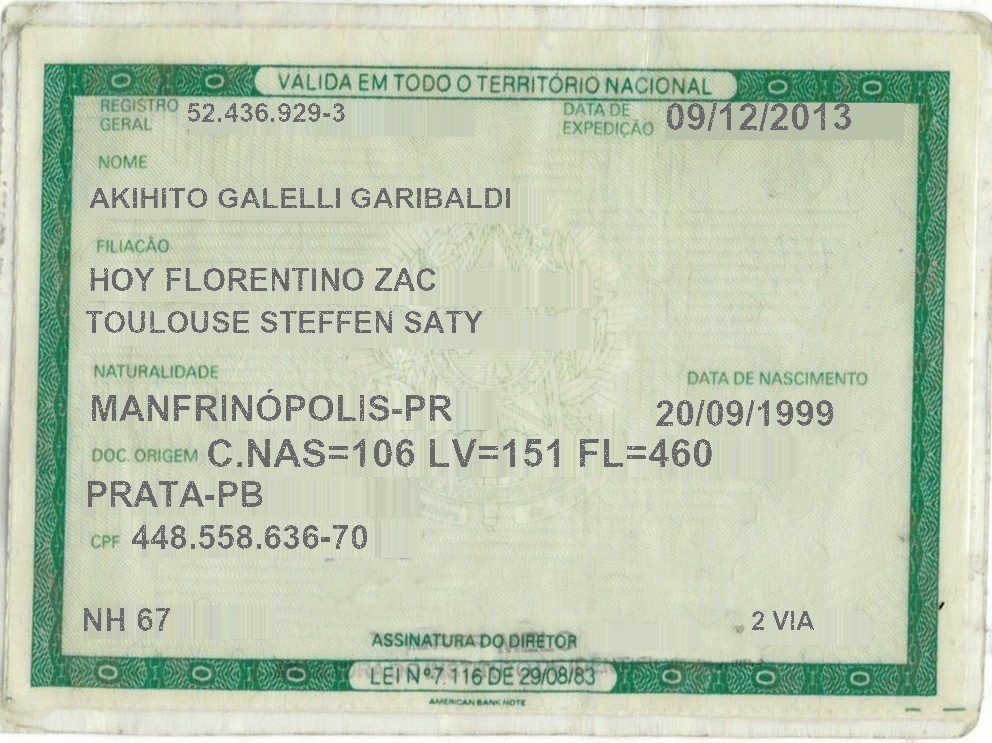 VÁLIDA EM TODO O TERRITÓRIO NACIONAL
REGISTRO GERAL 52.436.929-3 DATA DE EXPEDIÇÃO 09/12/2013
NOME
AKIHITO GALELLI GARIBALDI
FILIAÇÃO
HOY FLORENTINO ZAC
TOULOUSE STEFFEN SATY
NATURALIDADE DATA DE NASCIMENTO
MANFRINÓPOLIS-PR 20/09/1999
DOC. ORIGEM C.NAS=106 LV=151 FL=460
PRATA-PB
CPF 448.558.636-70
NH 67 2 VIA
ASSINATURA DO DIRETOR
LEI Nº 7.116 DE 29/08/83
AMERICAN BANK NOTE